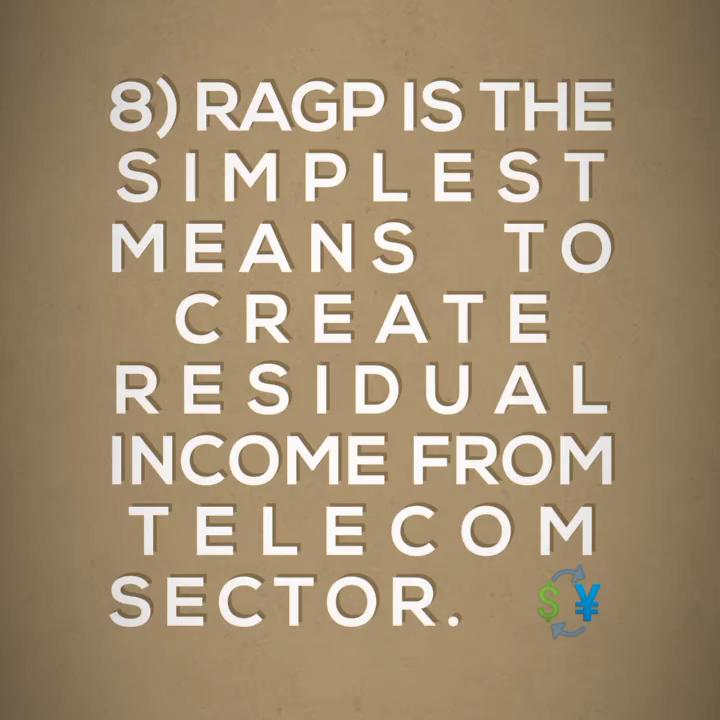 8) RAGP IS THE
SIMPLEST
MEANS TO
CREATE
RESIDUAL
INCOME FROM
TELECOM
SECTOR. 💱